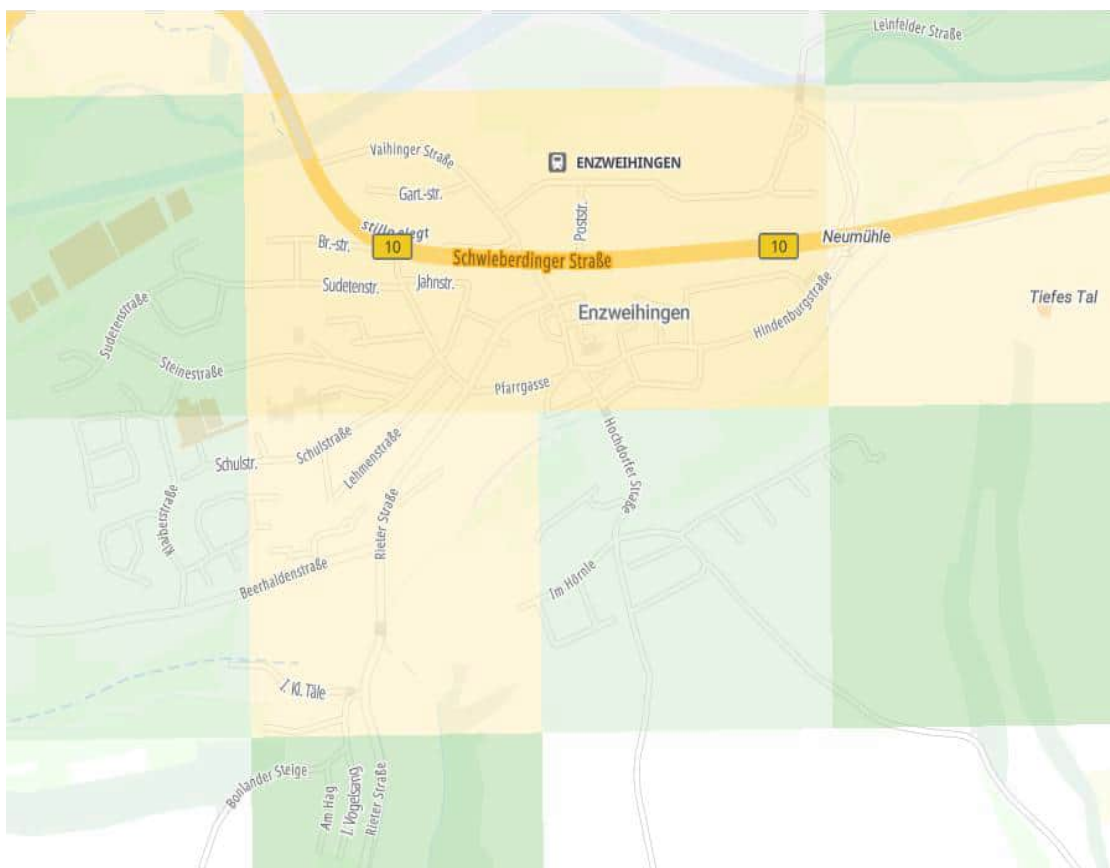 Leinfelder Straße
Vaihinger Straße
ENZWEIHINGEN
Gart.-str.
Poststr.
stillgelegt
Br.-str.
10
10
Neumühle
Schwieberdinger Straße
Sudetenstr.
Jahnstr.
Tiefes Tal
Enzweihingen
Hindenburgstraße
Sudetenstraße
Steinestraße
Pfarrgasse
Schulstraße
Hochdorfer Straße
Lehmenstraße
Schulstr.
Klaiberstraße
Rieter Straße
Beerhaldenstraße
Im Hörnle
I. Kl. Täle
Bonlander Steige
Am Hag
I. Vogelsang
Rieter Straße